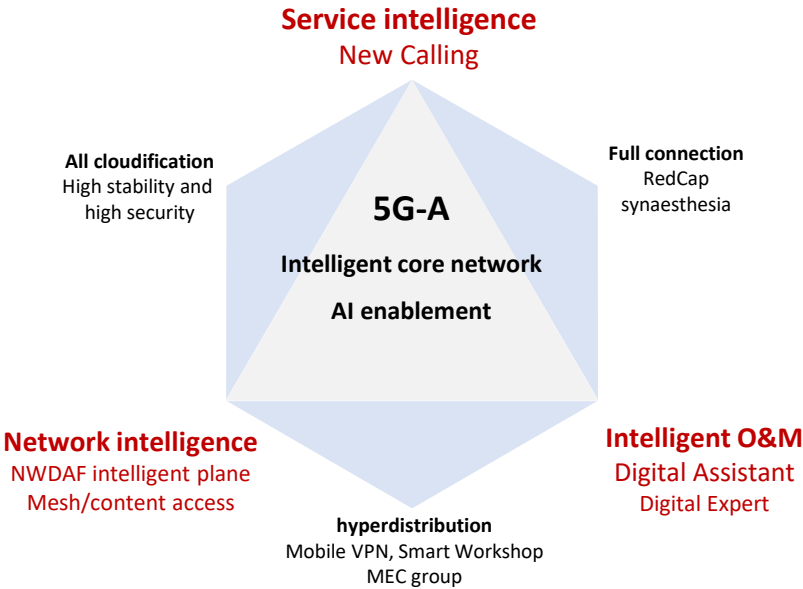 Service intelligence
New Calling
All cloudification
High stability and
high security
Full connection
RedCap
synaesthesia
5G-A
Intelligent core network
AI enablement
Network intelligence
NWDAF intelligent plane
Mesh/content access
Intelligent O&M
Digital Assistant
Digital Expert
hyperdistribution
Mobile VPN, Smart Workshop
MEC group